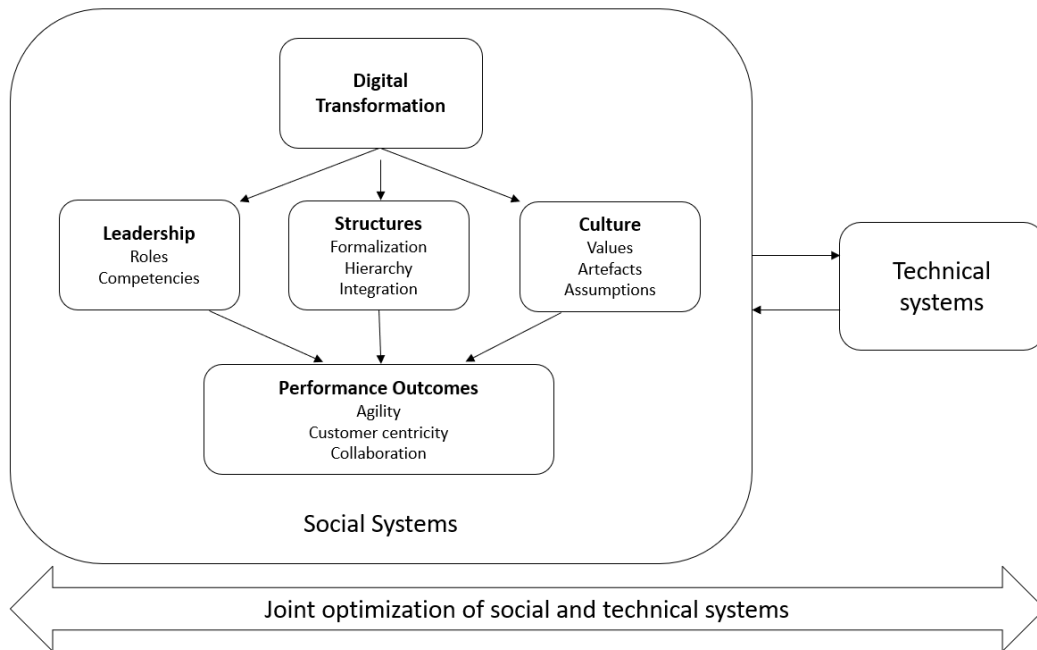 Digital
Transformation
Leadership
Roles
Competencies
Structures
Formalization
Hierarchy
Integration
Culture
Values
Artefacts
Assumptions
Technical
systems
Performance Outcomes
Agility
Customer centricity
Collaboration
Social Systems
Joint optimization of social and technical systems